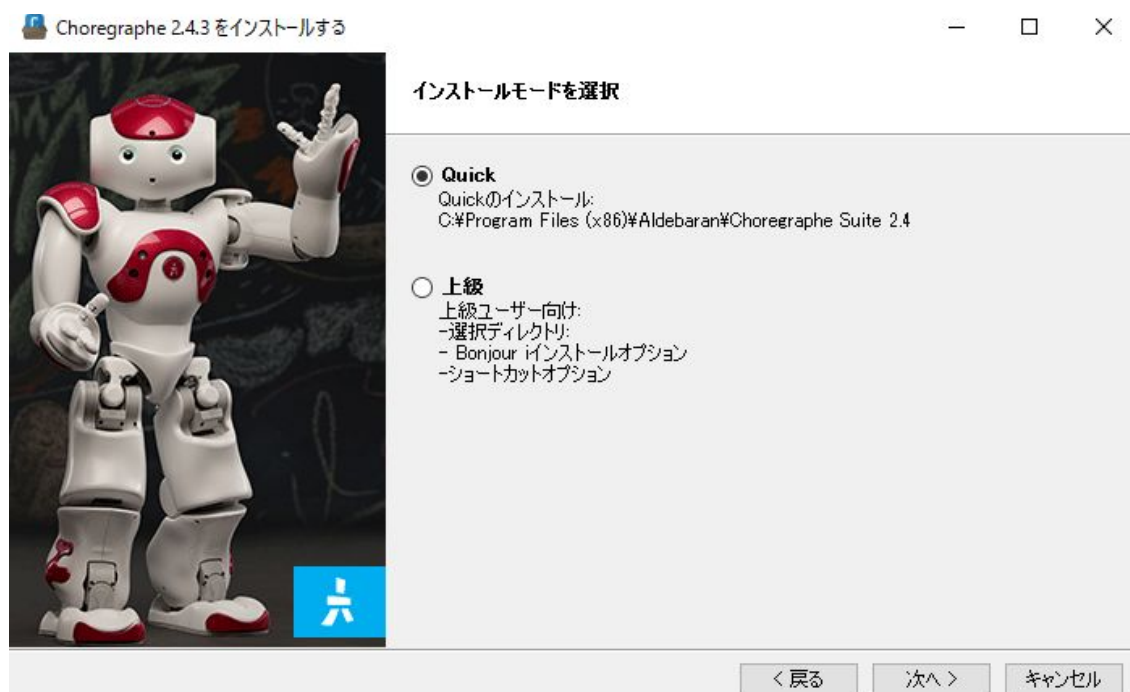 Choregraphe 2.4.3 をインストールする
インストールモードを選択
Quick
Quickのインストール:
C:¥Program Files (x86)¥Aldebaran¥Choregraphe Suite 2.4
上級
上級ユーザー向け:
-選択ディレクトリ:
- Bonjour iインストールオプション
-ショートカットオプション
< 戻る
次へ >
キャンセル